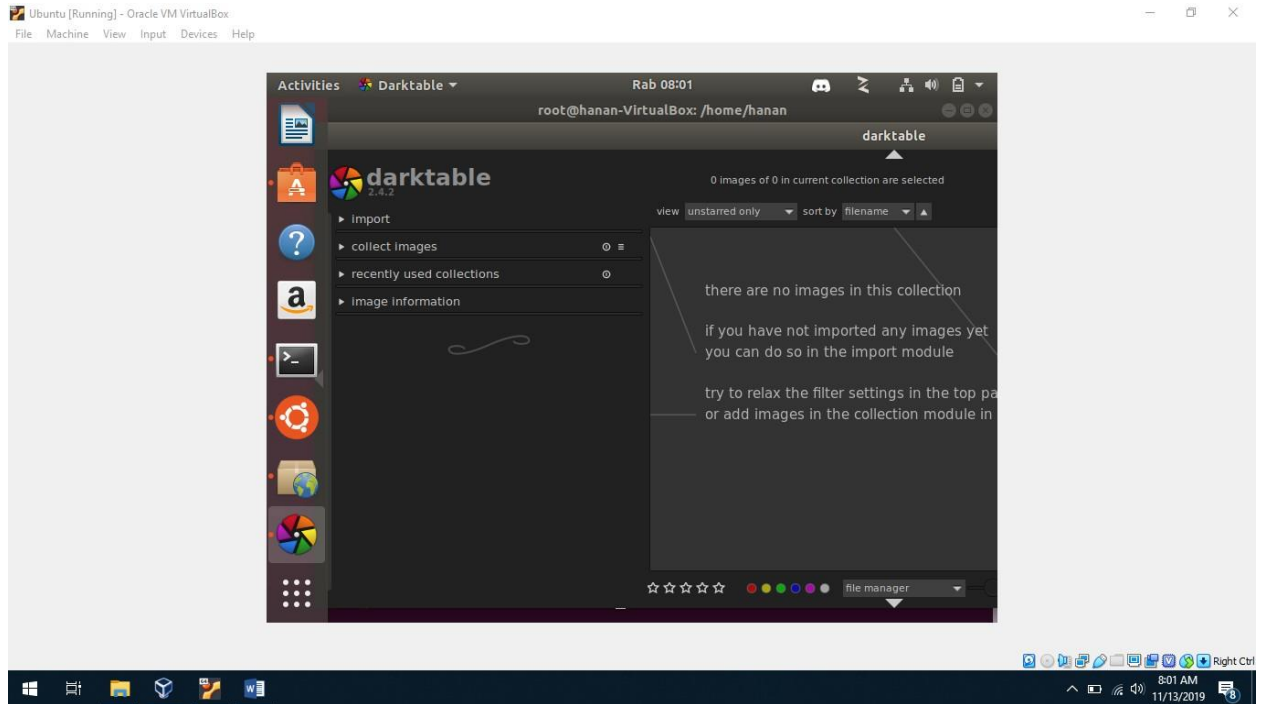 Ubuntu [Running] - Oracle VM VirtualBox
File Machine View Input Devices Help
Activities Darktable Rab 08:01
root@hanan-VirtualBox: /home/hanan
darktable
darktable
2.4.2
0 images of 0 in current collection are selected
view unstarred only sort by filename
import
collect images
recently used collections
image information
there are no images in this collection
if you have not imported any images yet
you can do so in the import module
try to relax the filter settings in the top pa
or add images in the collection module in
file manager
Right Ctrl
8:01 AM
11/13/2019
8